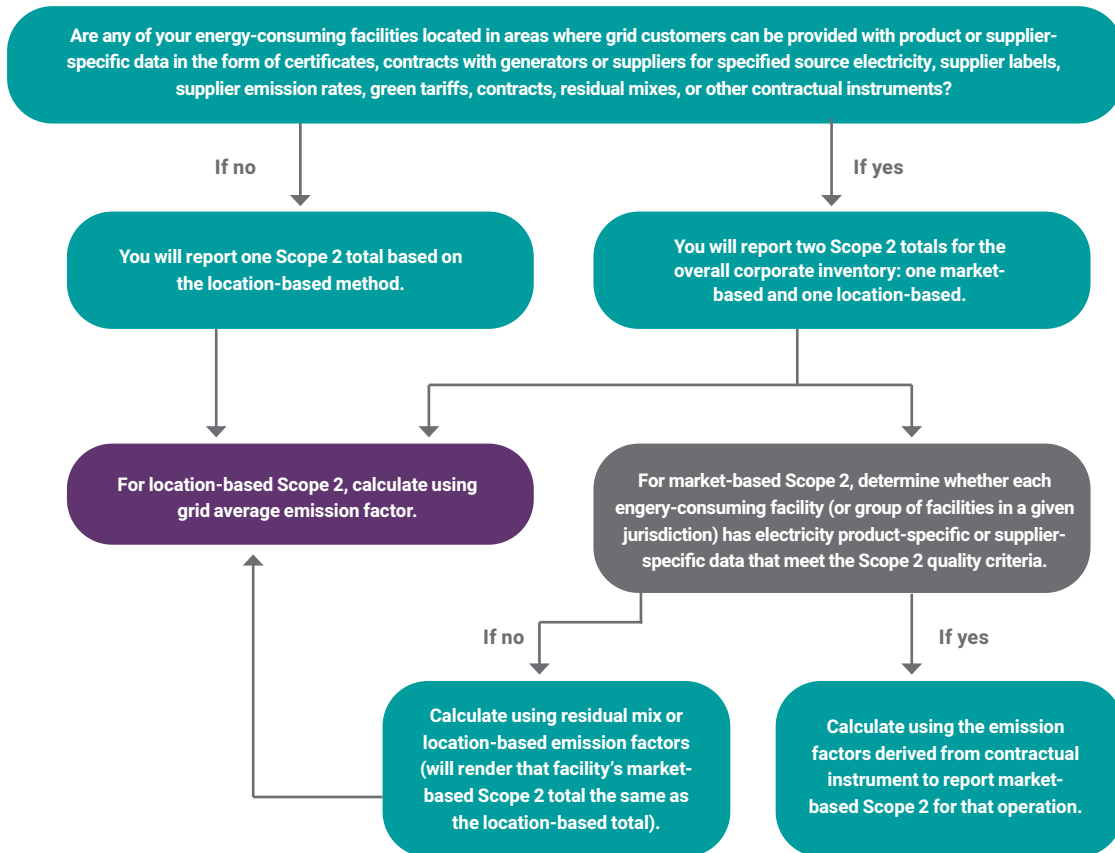 Are any of your energy-consuming facilities located in areas where grid customers can be provided with product or supplier-
specific data in the form of certificates, contracts with generators or suppliers for specified source electricity, supplier labels,
supplier emission rates, green tariffs, contracts, residual mixes, or other contractual instruments?
If no
If yes
You will report one Scope 2 total based on
the location-based method.
You will report two Scope 2 totals for the
overall corporate inventory: one market-
based and one location-based.
For location-based Scope 2, calculate using
grid average emission factor.
For market-based Scope 2, determine whether each
engery-consuming facility (or group of facilities in a given
jurisdiction) has electricity product-specific or supplier-
specific data that meet the Scope 2 quality criteria.
If no
If yes
Calculate using residual mix or
location-based emission factors
(will render that facility’s market-
based Scope 2 total the same as
the location-based total).
Calculate using the emission
factors derived from contractual
instrument to report market-
based Scope 2 for that operation.